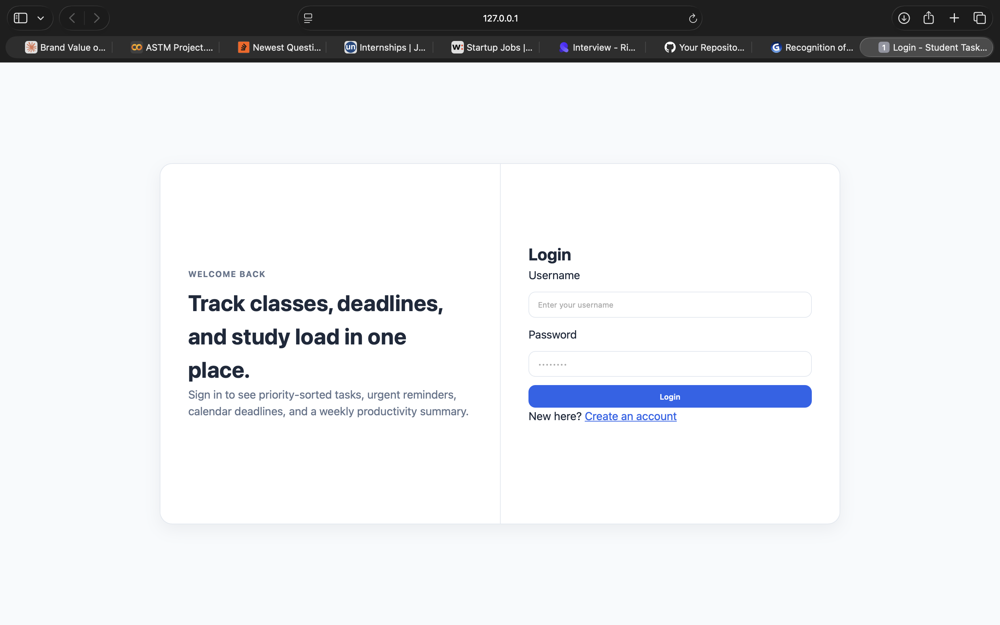 127.0.0.1
Brand Value o...
ASTM Project....
Newest Questi...
un
Internships | J...
w:
Startup Jobs |...
Interview - Ri...
Your Reposito...
G
Recognition of...
1
Login - Student Task...
WELCOME BACK
Track classes, deadlines,
and study load in one
place.
Sign in to see priority-sorted tasks, urgent reminders,
calendar deadlines, and a weekly productivity summary.
Login
Username
Enter your username
Password
Login
New here? Create an account